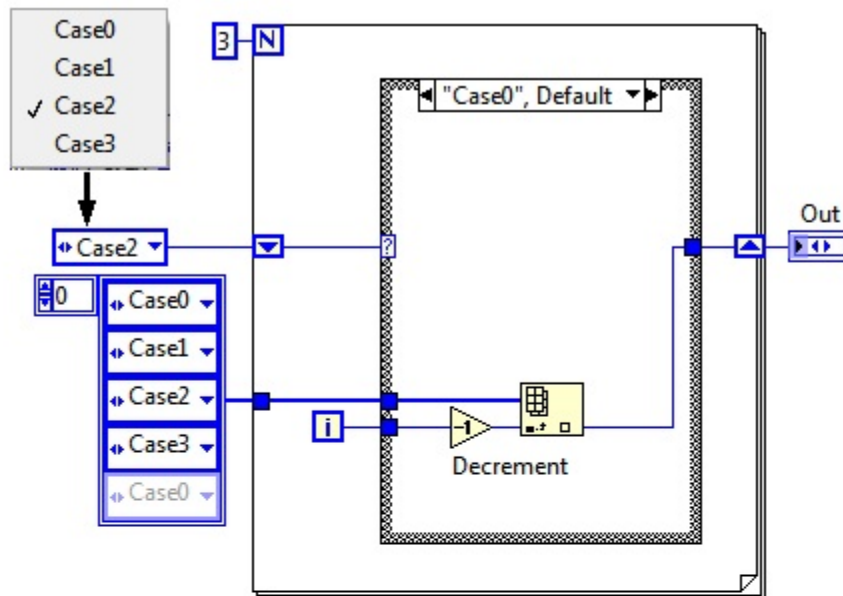 Case0
Case1
Case2
Case3
3
N
"Case0", Default
Case2
?
Out
0
Case0
Case1
Case2
Case3
Case0
i
-1
Decrement